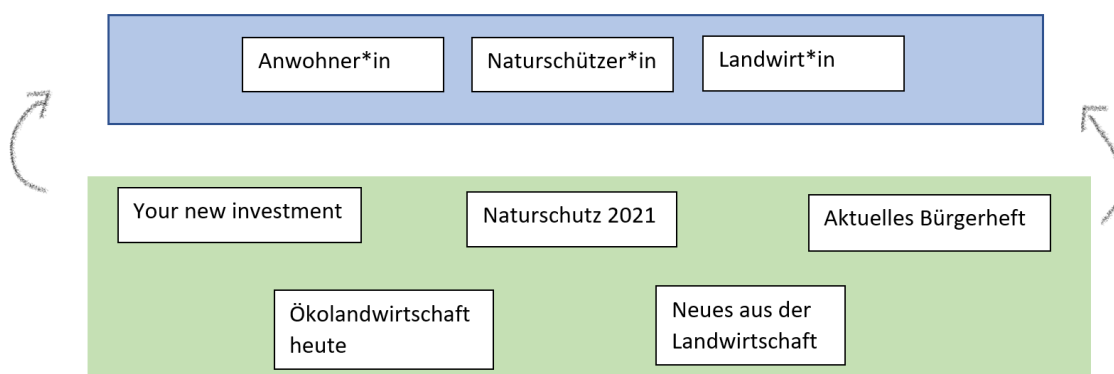 Anwohner*in
Naturschützer*in
Landwirt*in
Your new investment
Naturschutz 2021
Aktuelles Bürgerheft
Ökolandwirtschaft
heute
Neues aus der
Landwirtschaft